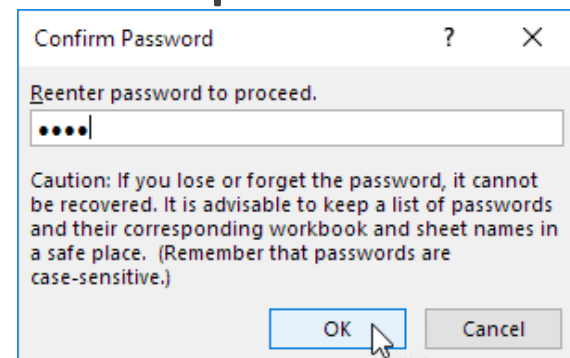 Confirm Password ? ×
Reenter password to proceed.
••••
Caution: If you lose or forget the password, it cannot
be recovered. It is advisable to keep a list of passwords
and their corresponding workbook and sheet names in
a safe place. (Remember that passwords are
case-sensitive.)
OK Cancel